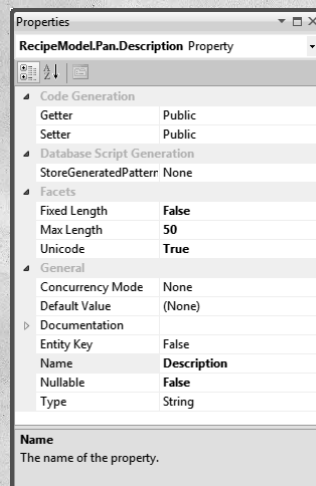 Properties
RecipeModel.Pan.Description Property
Code Generation
Getter Public
Setter Public
Database Script Generation
StoreGeneratedPattern None
Facets
Fixed Length False
Max Length 50
Unicode True
General
Concurrency Mode None
Default Value (None)
Documentation
Entity Key False
Name Description
Nullable False
Type String
Name
The name of the property.